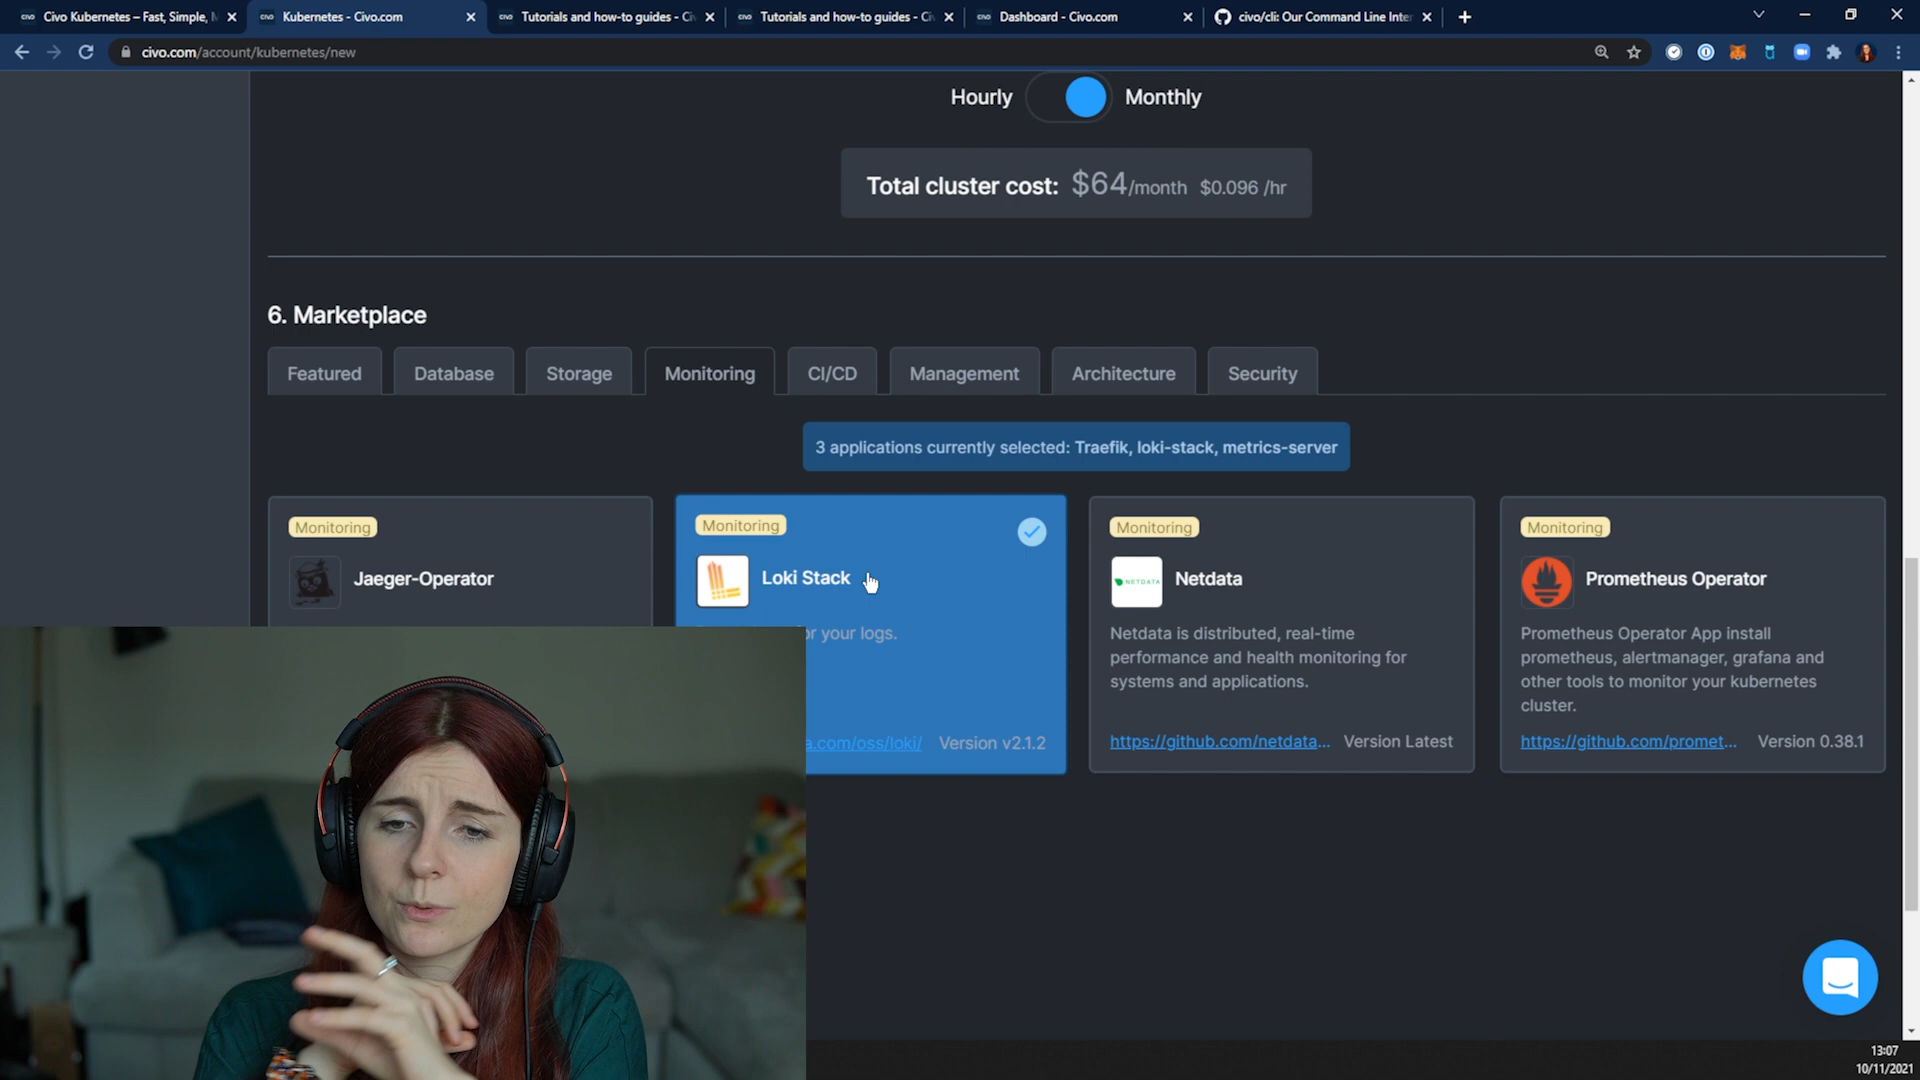 Civo Kubernetes – Fast, Simple,
Kubernetes - Civo.com
Tutorials and how-to guides - Ci
Tutorials and how-to guides - Ci
Dashboard - Civo.com
civo/cli: Our Command Line Inter
civo.com/account/kubernetes/new
Hourly
Monthly
Total cluster cost: $64/month $0.096 /hr
6. Marketplace
Featured
Database
Storage
Monitoring
CI/CD
Management
Architecture
Security
3 applications currently selected: Traefik, loki-stack, metrics-server
Monitoring
Jaeger-Operator
Monitoring
Loki Stack
or your logs.
a.com/oss/loki/
Version v2.1.2
Monitoring
NETDATA
Netdata
Netdata is distributed, real-time
performance and health monitoring for
systems and applications.
https://github.com/netdata...
Version Latest
Monitoring
Prometheus Operator
Prometheus Operator App install
prometheus, alertmanager, grafana and
other tools to monitor your kubernetes
cluster.
https://github.com/promet...
Version 0.38.1
13:07
10/11/2021